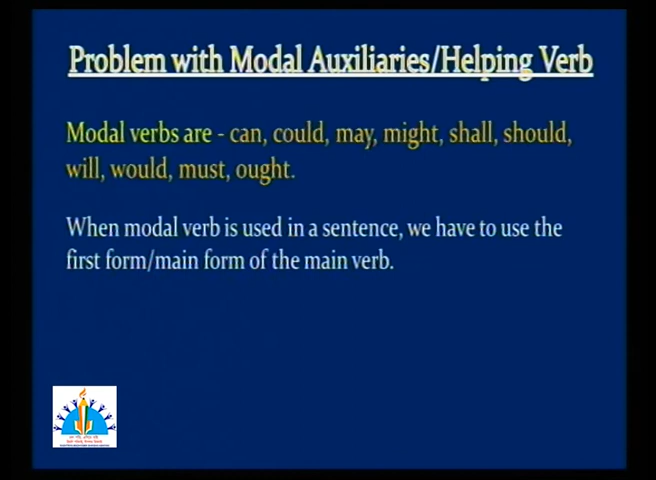 Problem with Modal Auxiliaries/Helping Verb
Modal verbs are - can, could, may, might, shall, should,
will, would, must, ought.
When modal verb is used in a sentence, we have to use the
first form/main form of the main verb.